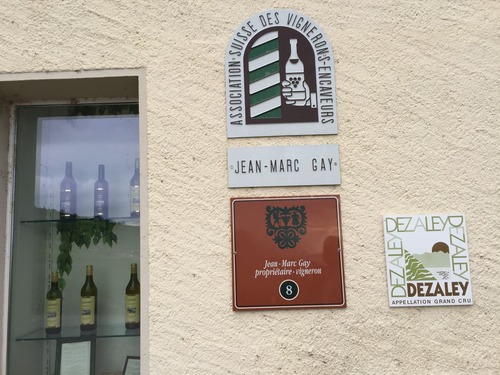 ASSOCIATION SUISSE DES VIGNERONS-ENCAVEURS
JEAN-MARC GAY
Jean-Marc Gay
propriétaire-vigneron
8
DEZALEY
DEZALEY
DEZALEY
DEZALEY
APPELLATION GRAND CRU